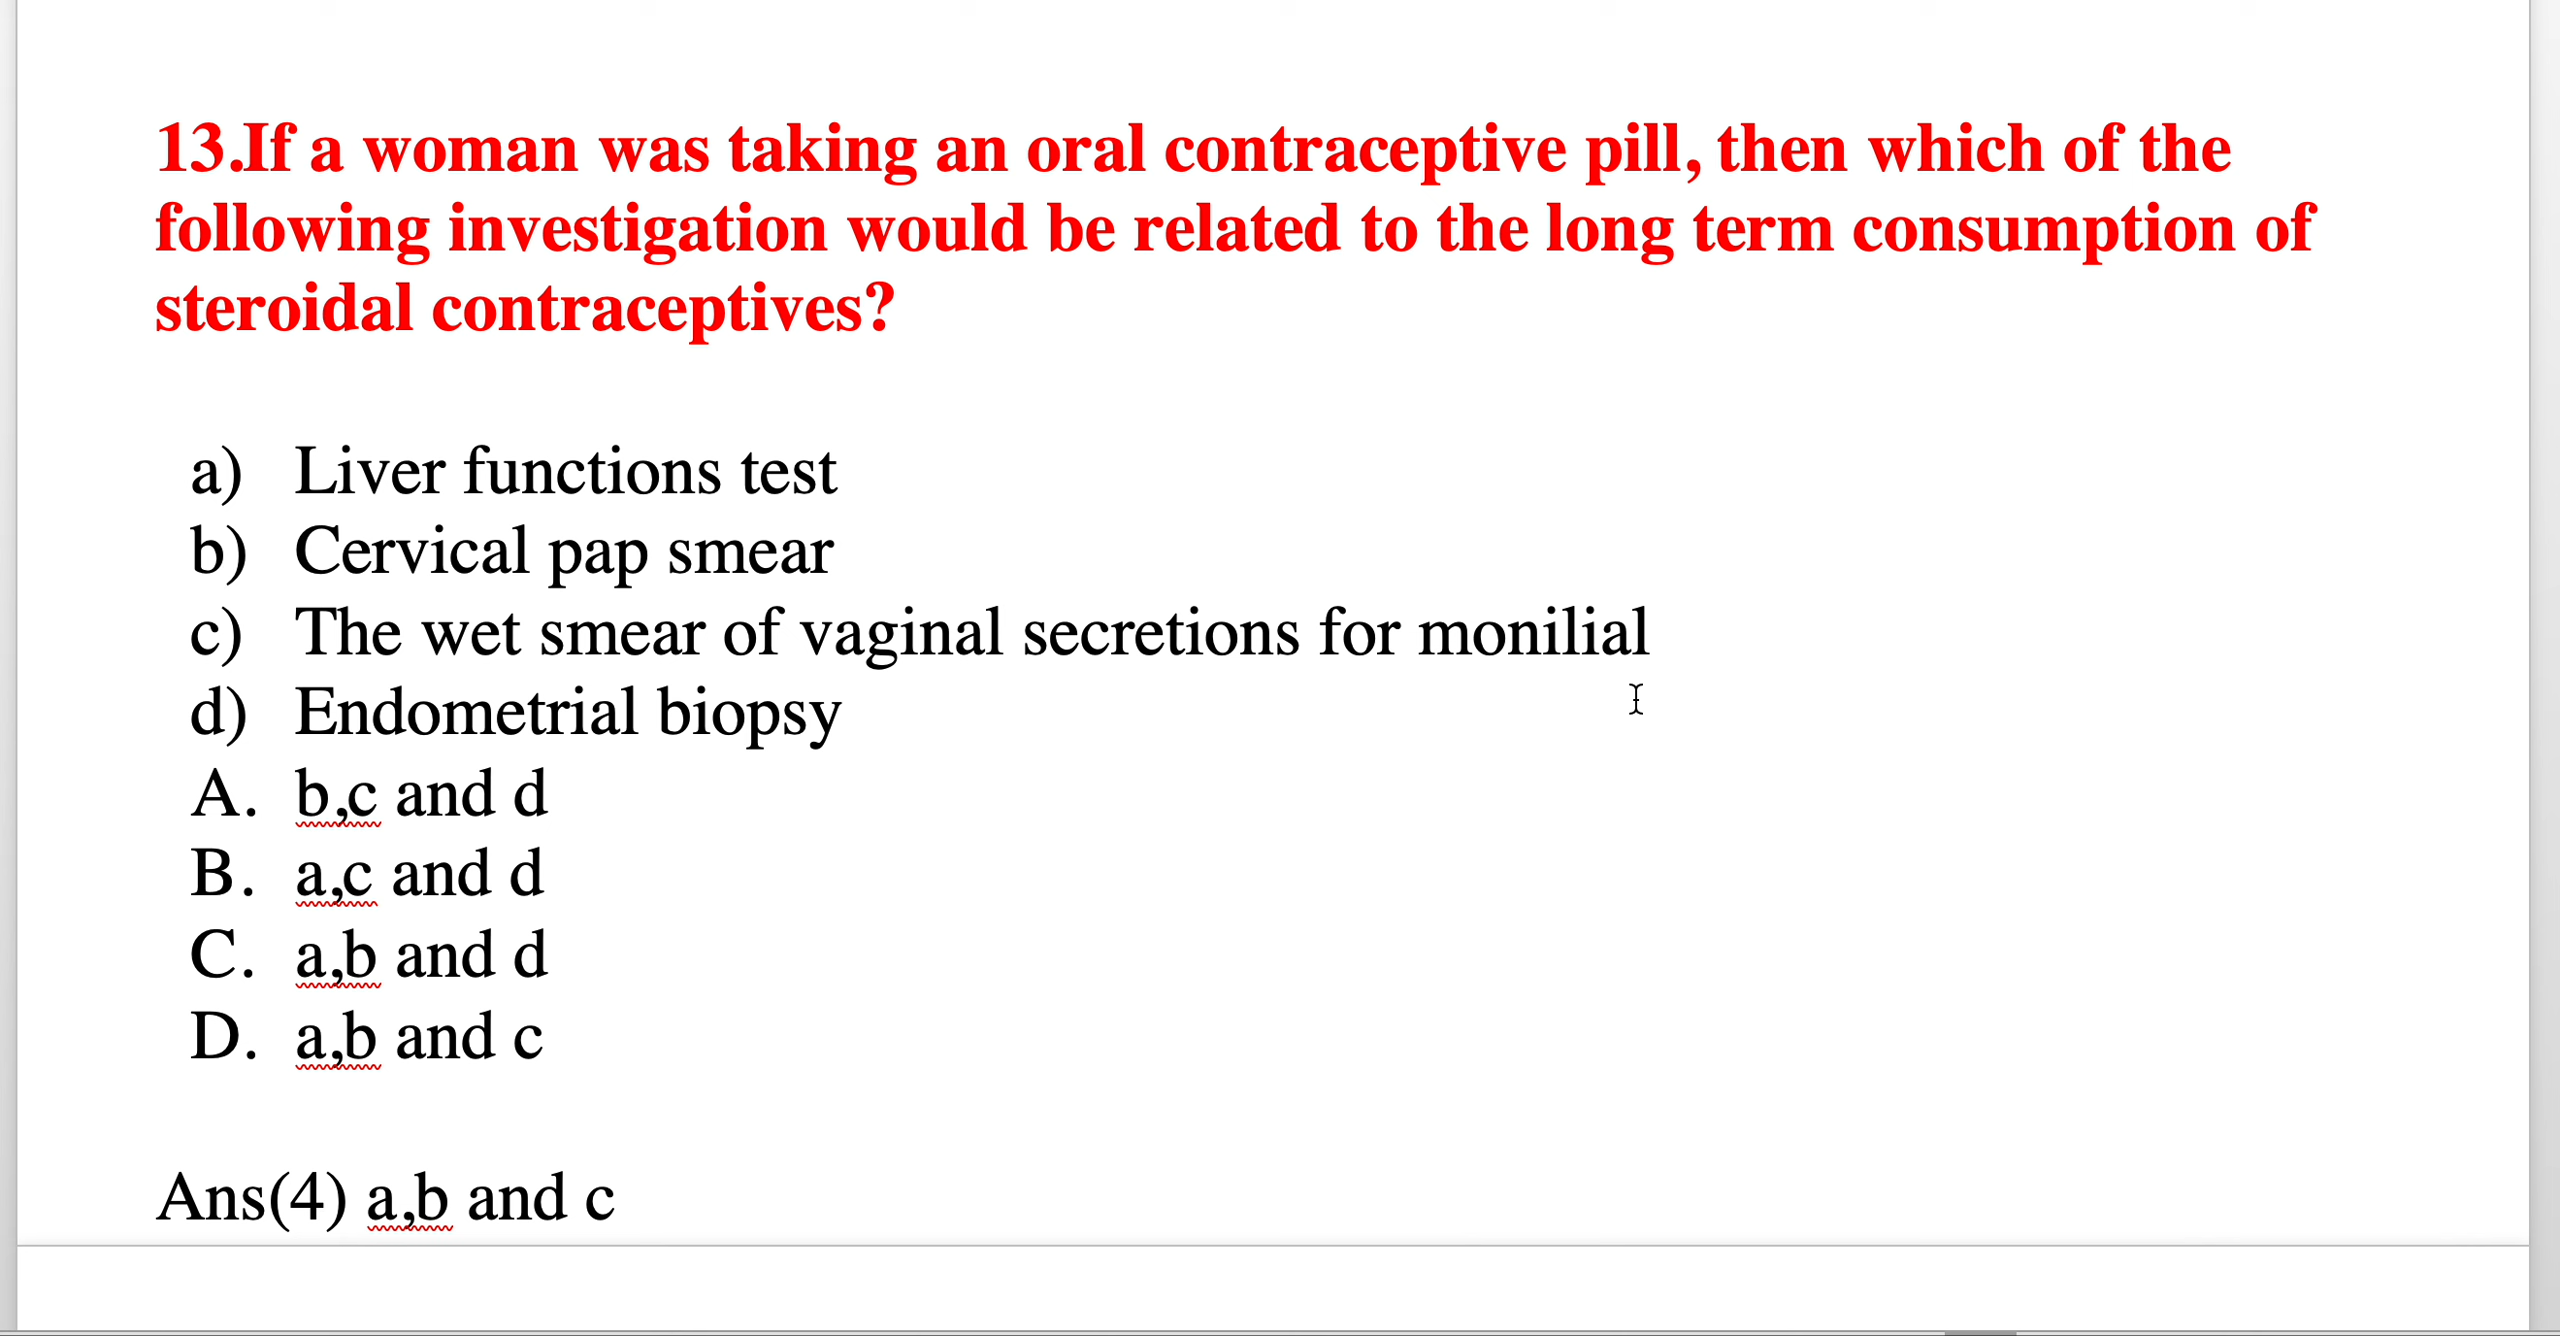 13.If a woman was taking an oral contraceptive pill, then which of the
following investigation would be related to the long term consumption of
steroidal contraceptives?
a) Liver functions test
b) Cervical pap smear
c) The wet smear of vaginal secretions for monilial
d) Endometrial biopsy
A. b,c and d
B. a,c and d
C. a,b and d
D. a,b and c
Ans(4) a,b and c